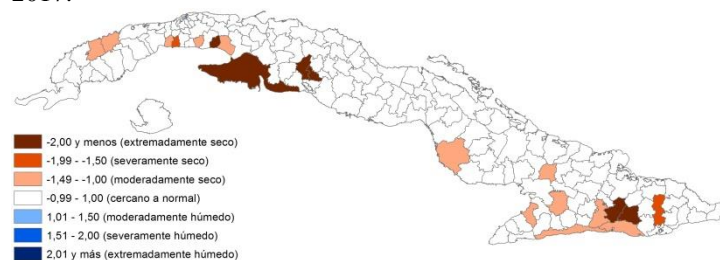 2017.
-2,00 y menos (extremadamente seco)
-1,99 - -1,50 (severamente seco)
-1,49 - -1,00 (moderadamente seco)
-0,99 - 1,00 (cercano a normal)
1,01 - 1,50 (moderadamente húmedo)
1,51 - 2,00 (severamente húmedo)
2,01 y más (extremadamente húmedo)